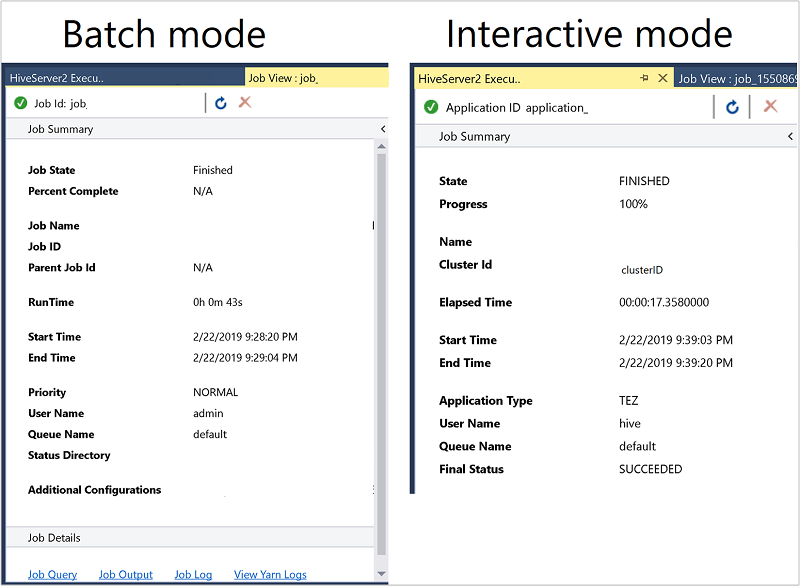 Batch mode
HiveServer2 Execu..
Job View : job_
Job Id: job_
Job Summary
Job State Finished
Percent Complete N/A
Job Name
Job ID
Parent Job Id N/A
RunTime 0h 0m 43s
Start Time 2/22/2019 9:28:20 PM
End Time 2/22/2019 9:29:04 PM
Priority NORMAL
User Name admin
Queue Name default
Status Directory
Additional Configurations
Job Details
Job Query Job Output Job Log View Yarn Logs
Interactive mode
HiveServer2 Execu..
Job View : job_1550869
Application ID application_
Job Summary
State FINISHED
Progress 100%
Name
Cluster Id clusterID
Elapsed Time 00:00:17.3580000
Start Time 2/22/2019 9:39:03 PM
End Time 2/22/2019 9:39:20 PM
Application Type TEZ
User Name hive
Queue Name default
Final Status SUCCEEDED